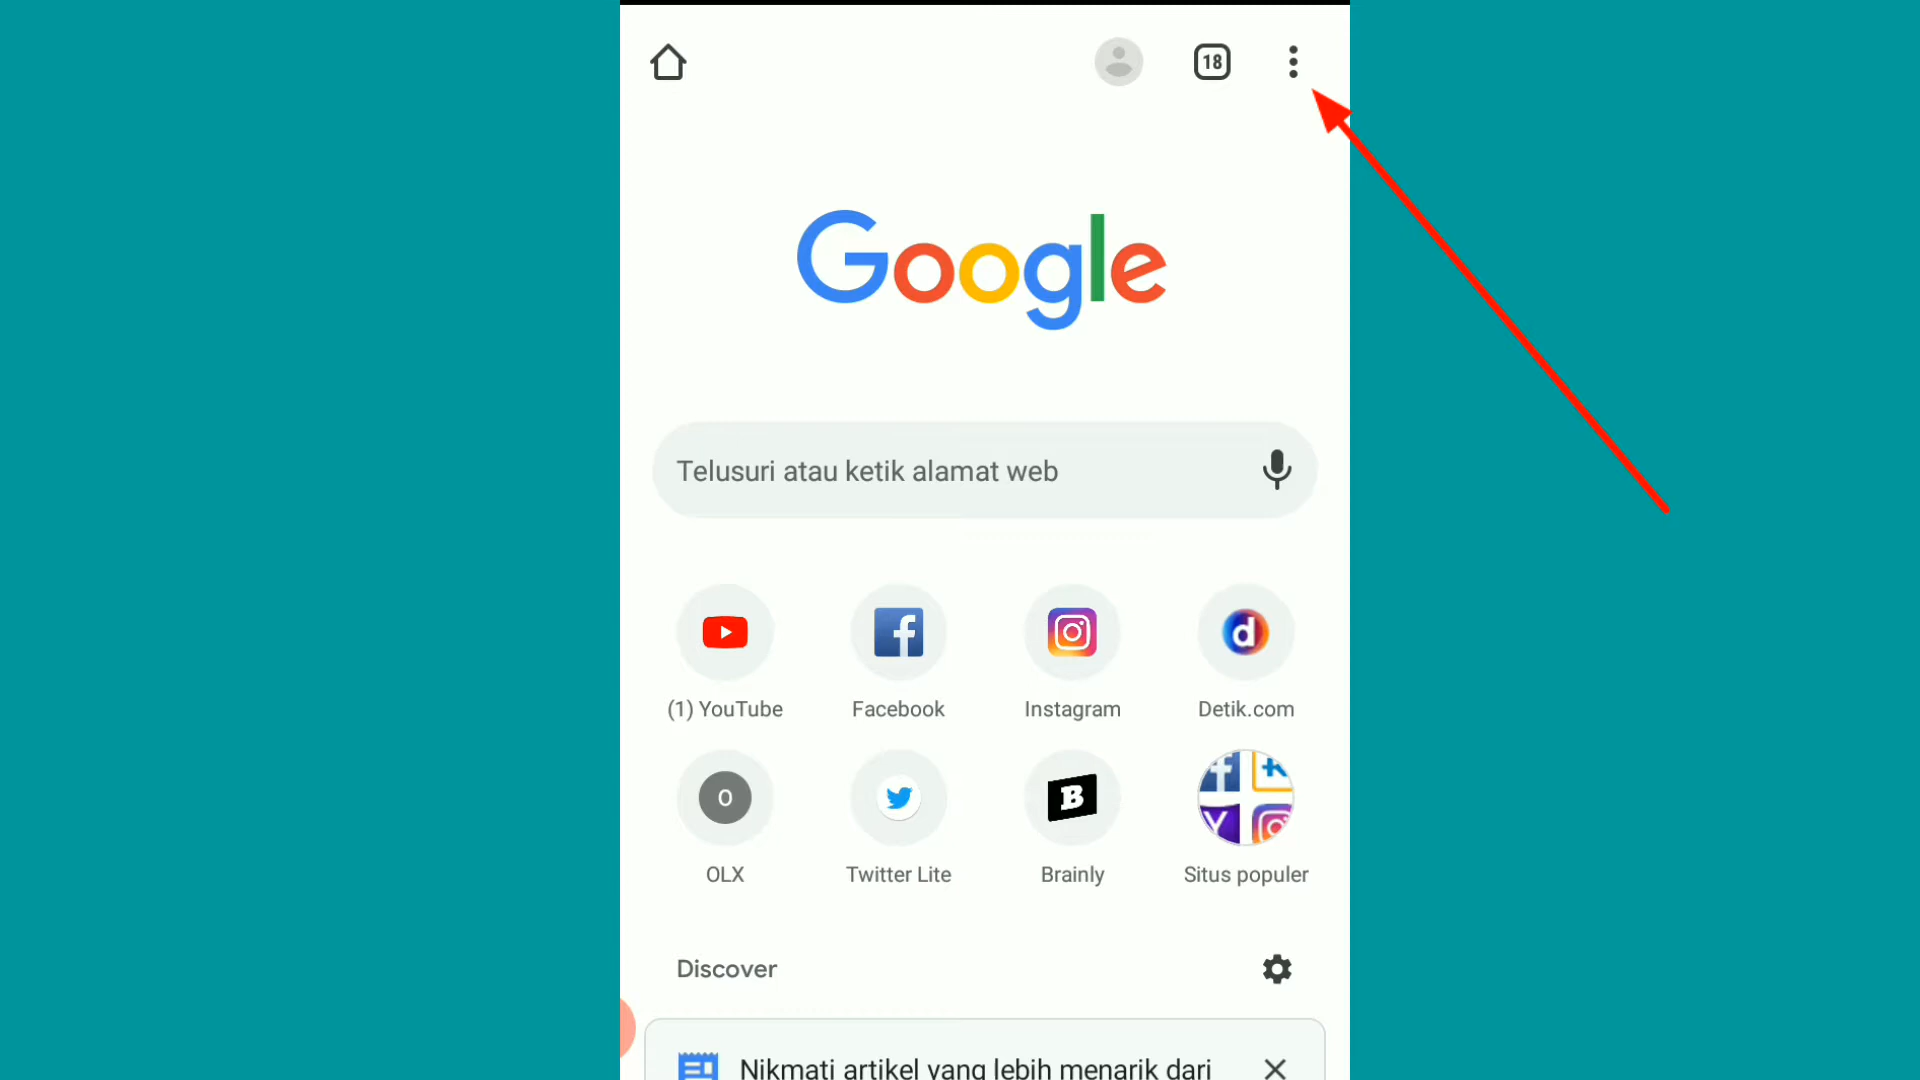 18
Google
Telusuri atau ketik alamat web
(1) YouTube
Facebook
Instagram
Detik.com
OLX
Twitter Lite
Brainly
Situs populer
Discover
Nikmati artikel yang lebih menarik dari